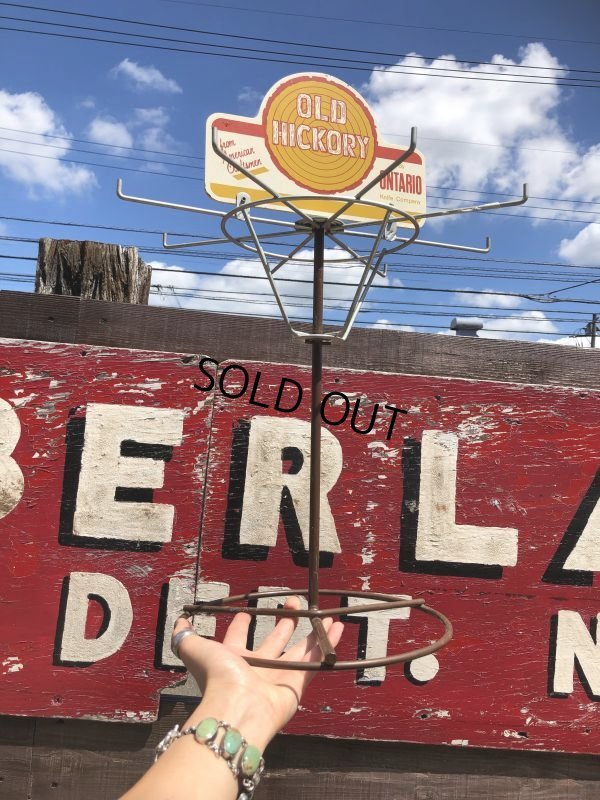 OLD
HICKORY
from
American
Craftsmen
ONTARIO
Knife Company
SOLD OUT
BERLA
DEPT. N